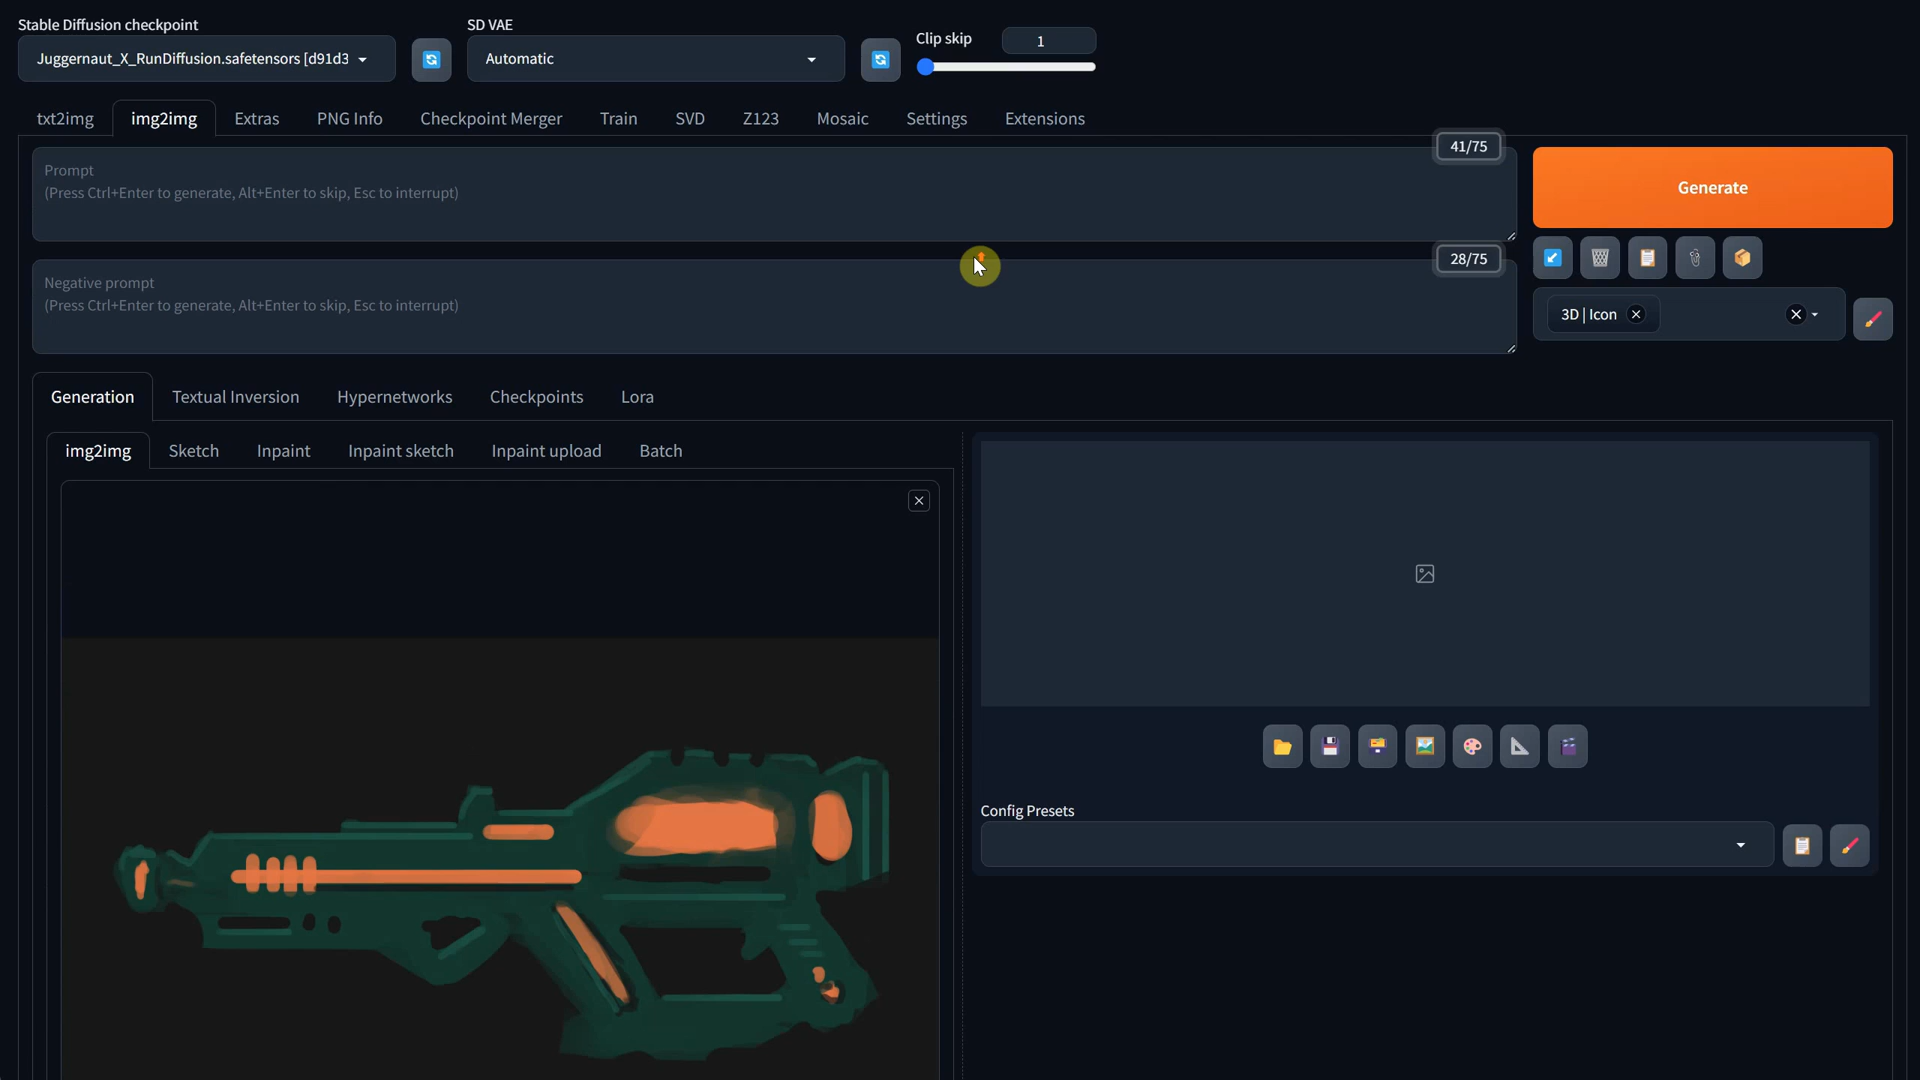 Stable Diffusion checkpoint
SD VAE
Clip skip
1
Juggernaut_X_RunDiffusion.safetensors [d91d3
Automatic
txt2img
img2img
Extras
PNG Info
Checkpoint Merger
Train
SVD
Z123
Mosaic
Settings
Extensions
41/75
Prompt
(Press Ctrl+Enter to generate, Alt+Enter to skip, Esc to interrupt)
Generate
28/75
Negative prompt
(Press Ctrl+Enter to generate, Alt+Enter to skip, Esc to interrupt)
3D | Icon
Generation
Textual Inversion
Hypernetworks
Checkpoints
Lora
img2img
Sketch
Inpaint
Inpaint sketch
Inpaint upload
Batch
Config Presets